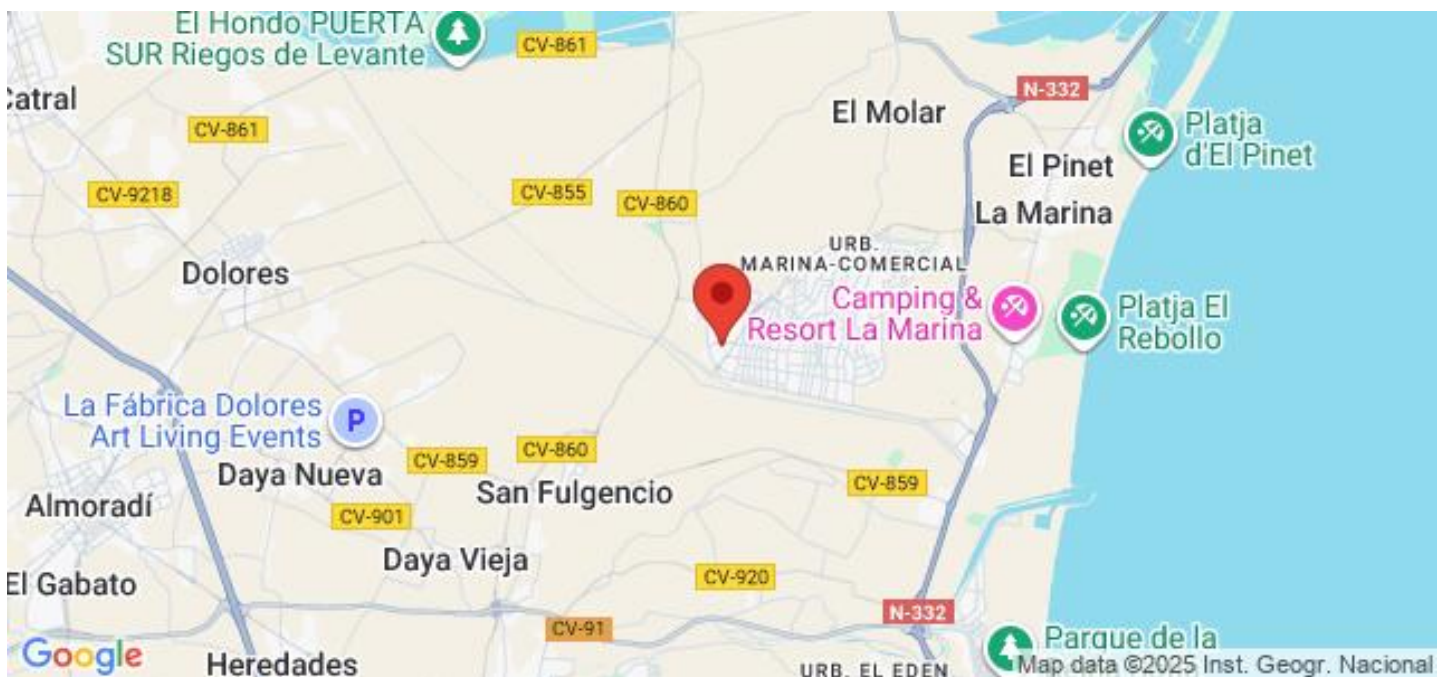 El Hondo PUERTA
SUR Riegos de Levante
CV-861
N-332
Catral
El Molar
CV-861
Platja
d'El Pinet
El Pinet
CV-9218
CV-855
CV-860
La Marina
URB.
MARINA-COMERCIAL
Dolores
Camping &
Resort La Marina
Platja El
Rebollo
La Fábrica Dolores
Art Living Events
P
Daya Nueva
CV-859
CV-860
San Fulgencio
CV-859
Almoradí
CV-901
Daya Vieja
El Gabato
CV-920
N-332
CV-91
Google
Heredades
URB. EL EDEN
Parque de la
Map data ©2025 Inst. Geogr. Nacional